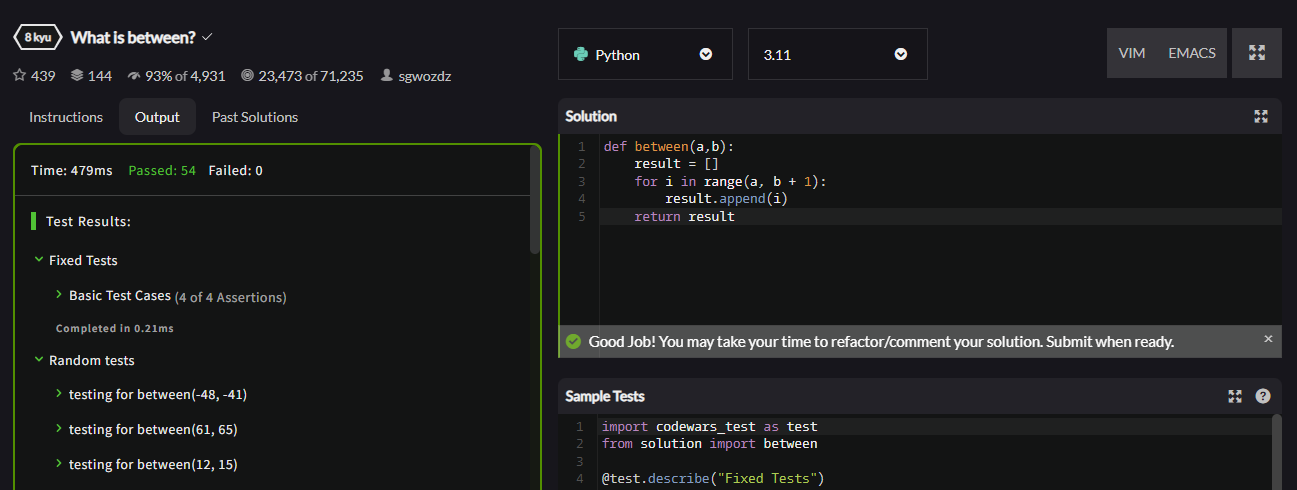 8 kyu What is between?
439 144 93% of 4,931 23,473 of 71,235 sgwozdz
Instructions Output Past Solutions
Time: 479ms Passed: 54 Failed: 0
Test Results:
Fixed Tests
Basic Test Cases (4 of 4 Assertions)
Completed in 0.21ms
Random tests
testing for between(-48, -41)
testing for between(61, 65)
testing for between(12, 15)
Python 3.11 VIM EMACS
Solution
1 def between(a,b):
2     result = []
3     for i in range(a, b + 1):
4         result.append(i)
5     return result
Good Job! You may take your time to refactor/comment your solution. Submit when ready. ×
Sample Tests ?
1 import codewars_test as test
2 from solution import between
3
4 @test.describe("Fixed Tests")